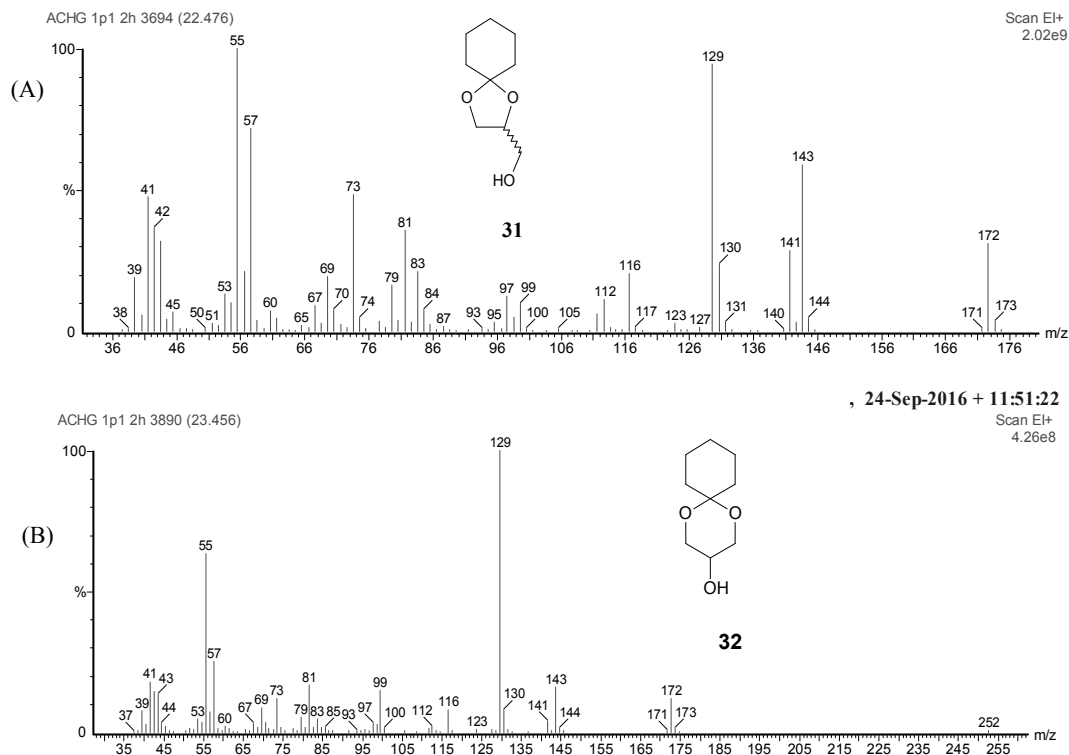 ACHG 1p1 2h 3694 (22.476)
Scan EI+
2.02e9
(A)
100
%
0
38 39 41 42 45 50 51 53 55 57 60 65 67 69 70 73 74 79 81 83 84 87 93 95 97 99 100 105 112 116 117 123 127 129 130 131 140 141 143 144 171 172 173
O O
HO
31
36 46 56 66 76 86 96 106 116 126 136 146 156 166 176 m/z
, 24-Sep-2016 + 11:51:22
ACHG 1p1 2h 3890 (23.456)
Scan EI+
4.26e8
(B)
100
%
0
37 39 41 43 44 53 55 57 60 67 69 73 79 81 83 85 93 97 99 100 112 116 123 129 130 141 143 144 171 172 173 252
O O
OH
32
35 45 55 65 75 85 95 105 115 125 135 145 155 165 175 185 195 205 215 225 235 245 255 m/z